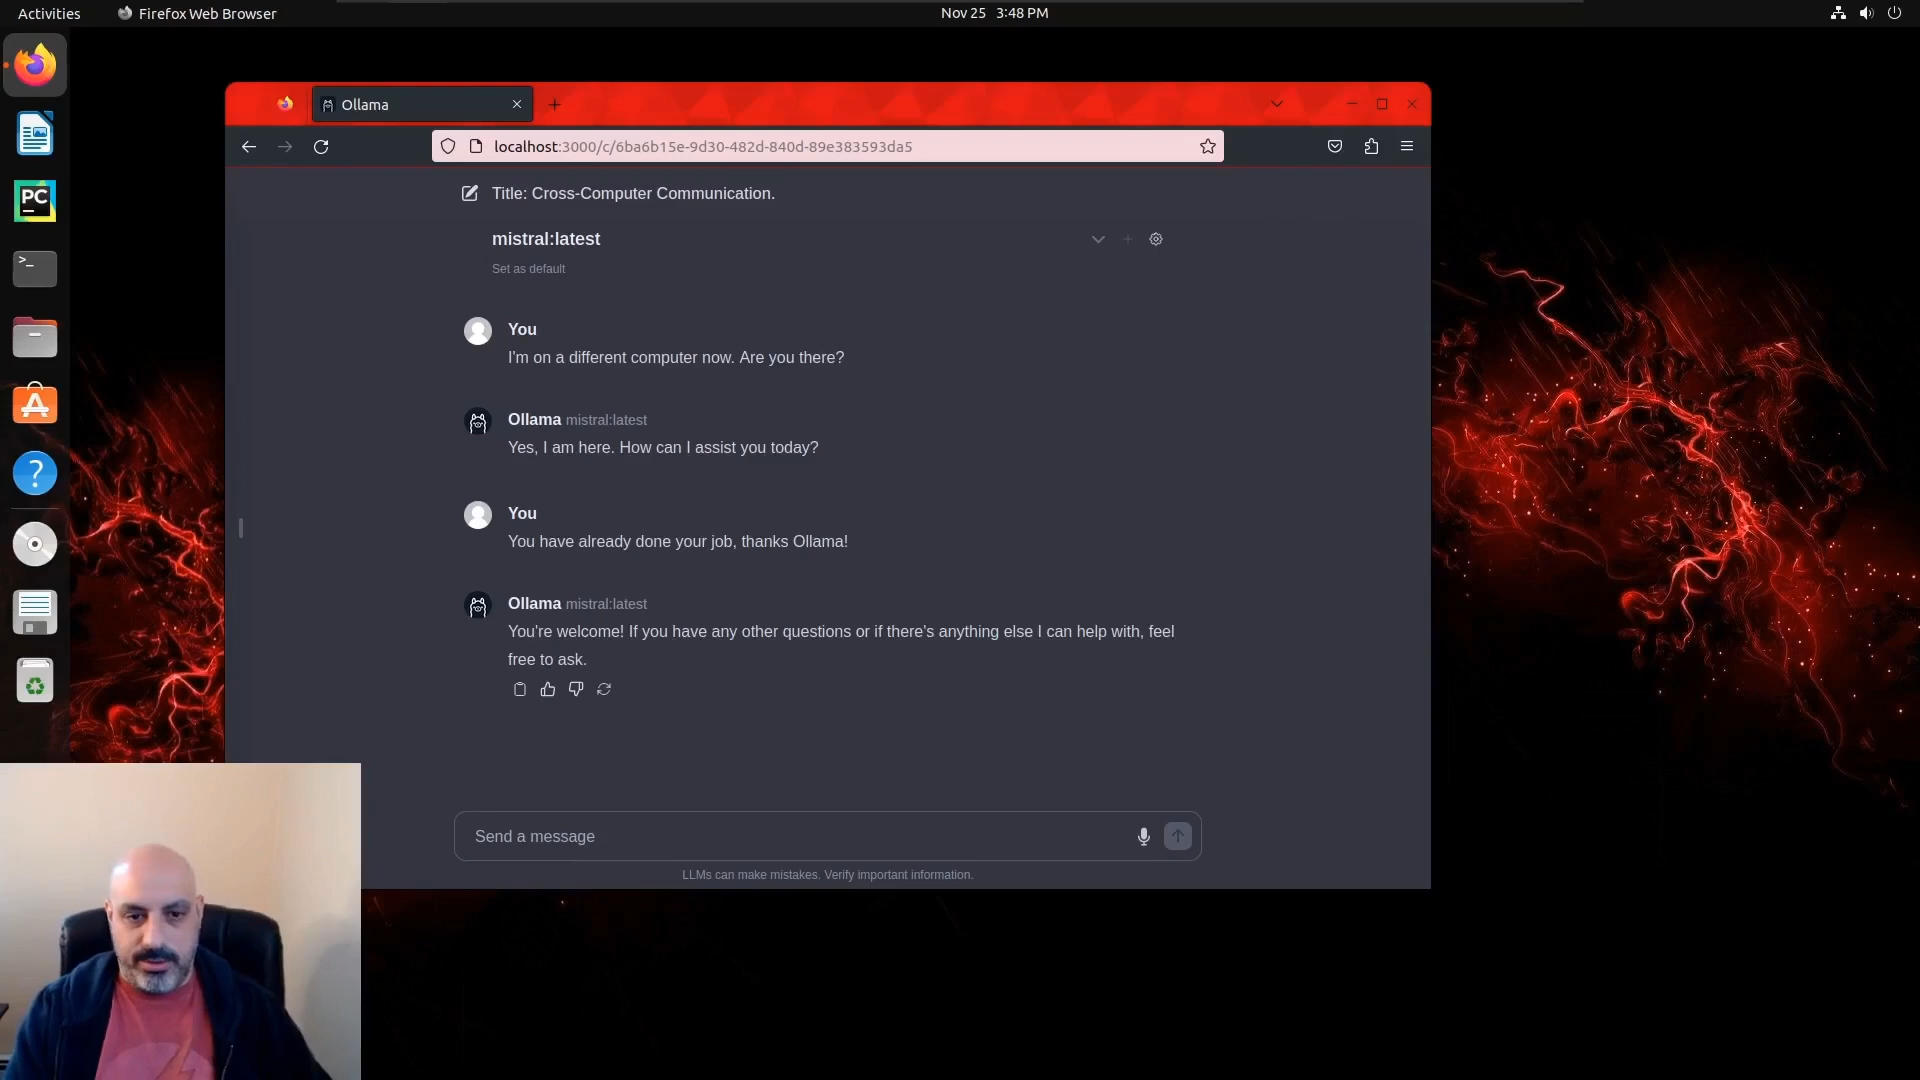 Activities
Firefox Web Browser
Nov 25 3:48 PM
Ollama
localhost:3000/c/6ba6b15e-9d30-482d-840d-89e383593da5
PC
>_
?
Title: Cross-Computer Communication.
mistral:latest
Set as default
You
I'm on a different computer now. Are you there?
Ollama mistral:latest
Yes, I am here. How can I assist you today?
You
You have already done your job, thanks Ollama!
Ollama mistral:latest
You're welcome! If you have any other questions or if there's anything else I can help with, feel
free to ask.
Send a message
LLMs can make mistakes. Verify important information.